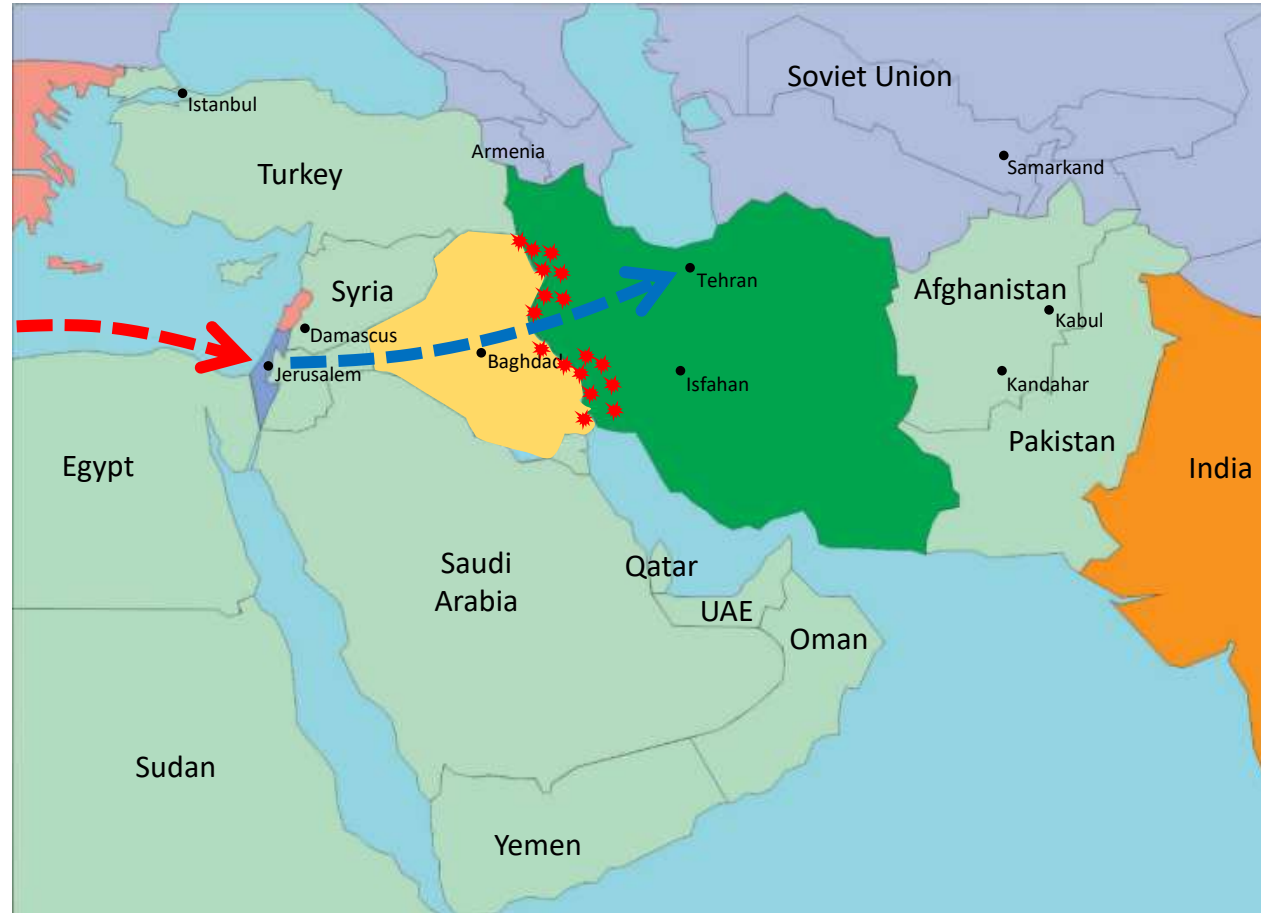 Soviet Union
Istanbul
Armenia
Samarkand
Turkey
Tehran
Syria
Afghanistan
Kabul
Damascus
Baghdad
Jerusalem
Isfahan
Kandahar
Pakistan
Egypt
India
Saudi
Arabia
Qatar
UAE
Oman
Sudan
Yemen